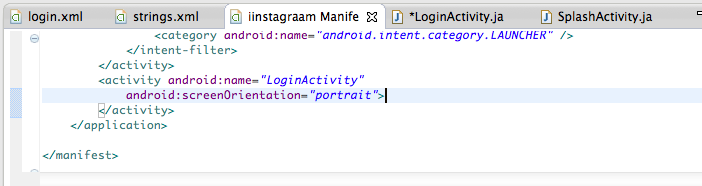 login.xml strings.xml iinstagraam Manife *LoginActivity.ja SplashActivity.ja
<category android:name="android.intent.category.LAUNCHER" />
</intent-filter>
</activity>
<activity android:name="LoginActivity"
android:screenOrientation="portrait">
</activity>
</application>
</manifest>